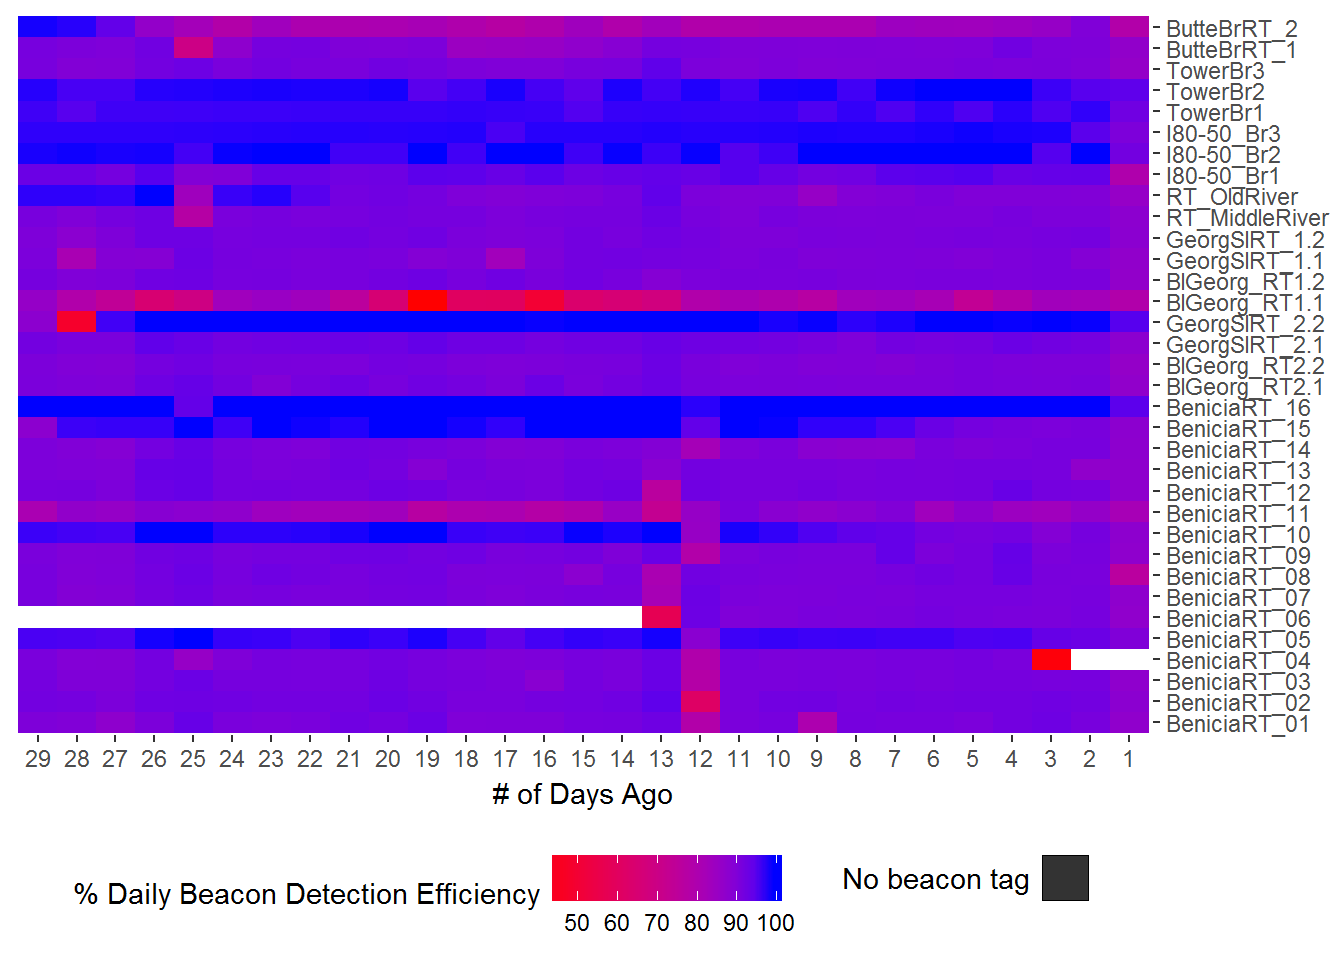 ButteBrRT_2
ButteBrRT_1
TowerBr3
TowerBr2
TowerBr1
I80-50_Br3
I80-50_Br2
I80-50_Br1
RT_OldRiver
RT_MiddleRiver
GeorgSlRT_1.2
GeorgSlRT_1.1
BlGeorg_RT1.2
BlGeorg_RT1.1
GeorgSlRT_2.2
GeorgSlRT_2.1
BlGeorg_RT2.2
BlGeorg_RT2.1
BeniciaRT_16
BeniciaRT_15
BeniciaRT_14
BeniciaRT_13
BeniciaRT_12
BeniciaRT_11
BeniciaRT_10
BeniciaRT_09
BeniciaRT_08
BeniciaRT_07
BeniciaRT_06
BeniciaRT_05
BeniciaRT_04
BeniciaRT_03
BeniciaRT_02
BeniciaRT_01
29 28 27 26 25 24 23 22 21 20 19 18 17 16 15 14 13 12 11 10 9 8 7 6 5 4 3 2 1
# of Days Ago
% Daily Beacon Detection Efficiency
50 60 70 80 90 100
No beacon tag